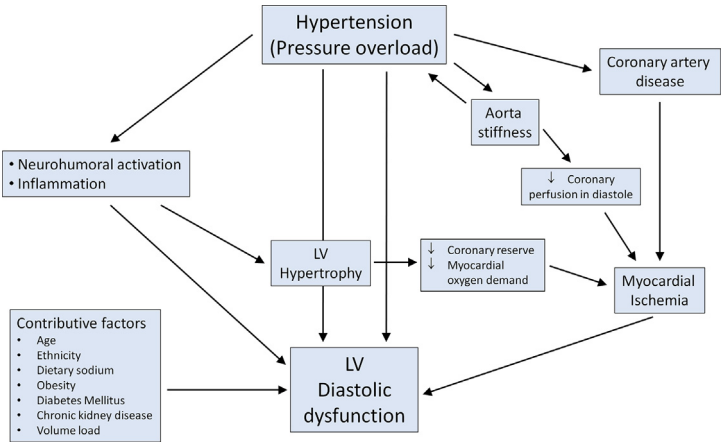 Hypertension
(Pressure overload)
Coronary artery
disease
Aorta
stiffness
• Neurohumoral activation
• Inflammation
↓ Coronary
perfusion in diastole
LV
Hypertrophy
↓ Coronary reserve
↓ Myocardial
oxygen demand
Myocardial
Ischemia
Contributive factors
• Age
• Ethnicity
• Dietary sodium
• Obesity
• Diabetes Mellitus
• Chronic kidney disease
• Volume load
LV
Diastolic
dysfunction